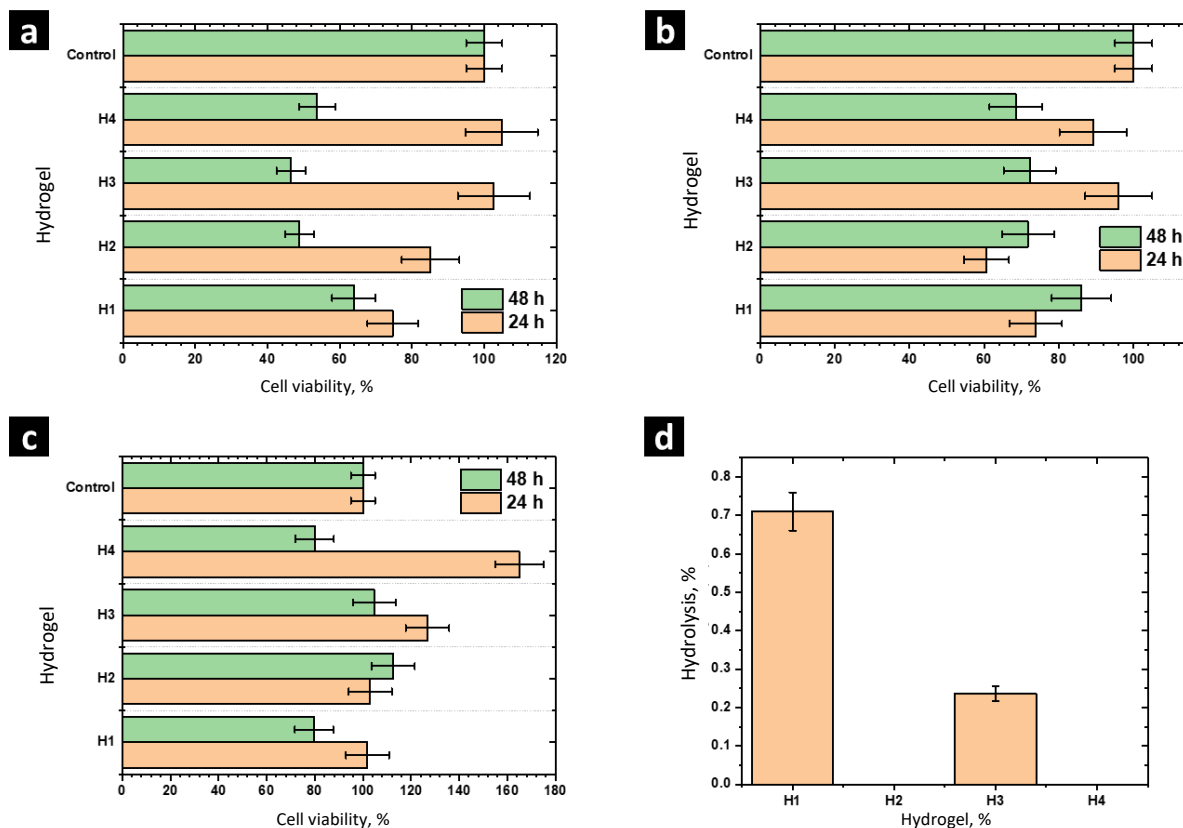 a
Control
H4
H3
H2
H1
Hydrogel
48 h
24 h
0 20 40 60 80 100 120
Cell viability, %
b
Control
H4
H3
H2
H1
Hydrogel
48 h
24 h
0 20 40 60 80 100
Cell viability, %
c
Control
H4
H3
H2
H1
Hydrogel
48 h
24 h
0 20 40 60 80 100 120 140 160 180
Cell viability, %
d
0.8
0.7
0.6
0.5
0.4
0.3
0.2
0.1
0.0
Hydrolysis, %
H1 H2 H3 H4
Hydrogel, %